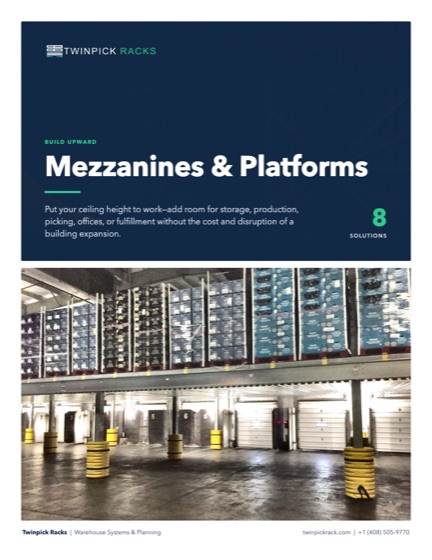 TWINPICK RACKS
BUILD UPWARD
Mezzanines & Platforms
Put your ceiling height to work—add room for storage, production,
picking, offices, or fulfillment without the cost and disruption of a
building expansion.
8
SOLUTIONS
Twinpick Racks | Warehouse Systems & Planning
twinpickrack.com | +1 (408) 505-9770